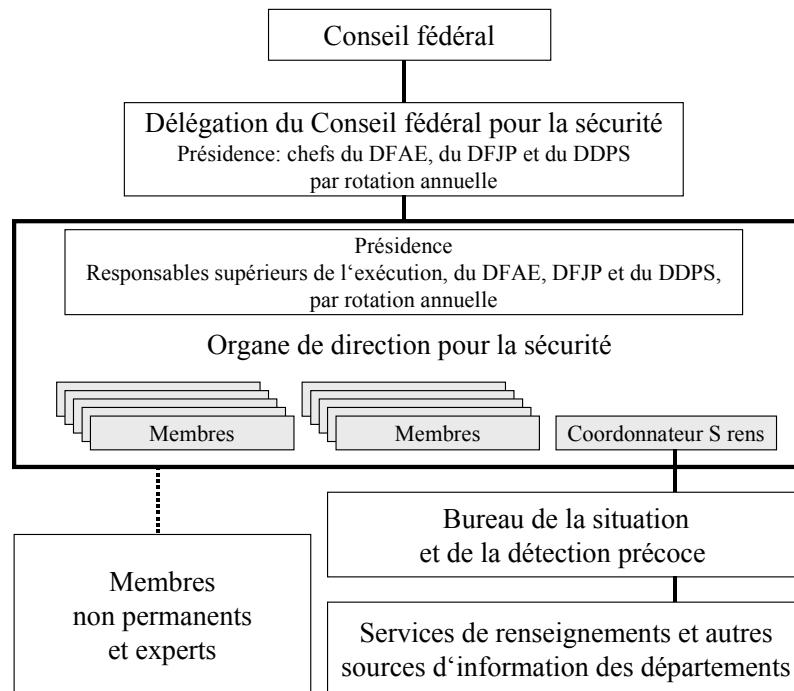 Conseil fédéral
Délégation du Conseil fédéral pour la sécurité
Présidence: chefs du DFAE, du DFJP et du DDPS
par rotation annuelle
Présidence
Responsables supérieurs de l‘exécution, du DFAE, DFJP et du DDPS,
par rotation annuelle
Organe de direction pour la sécurité
Membres
Membres
Coordonnateur S rens
Bureau de la situation
et de la détection précoce
Membres
non permanents
et experts
Services de renseignements et autres
sources d‘information des départements